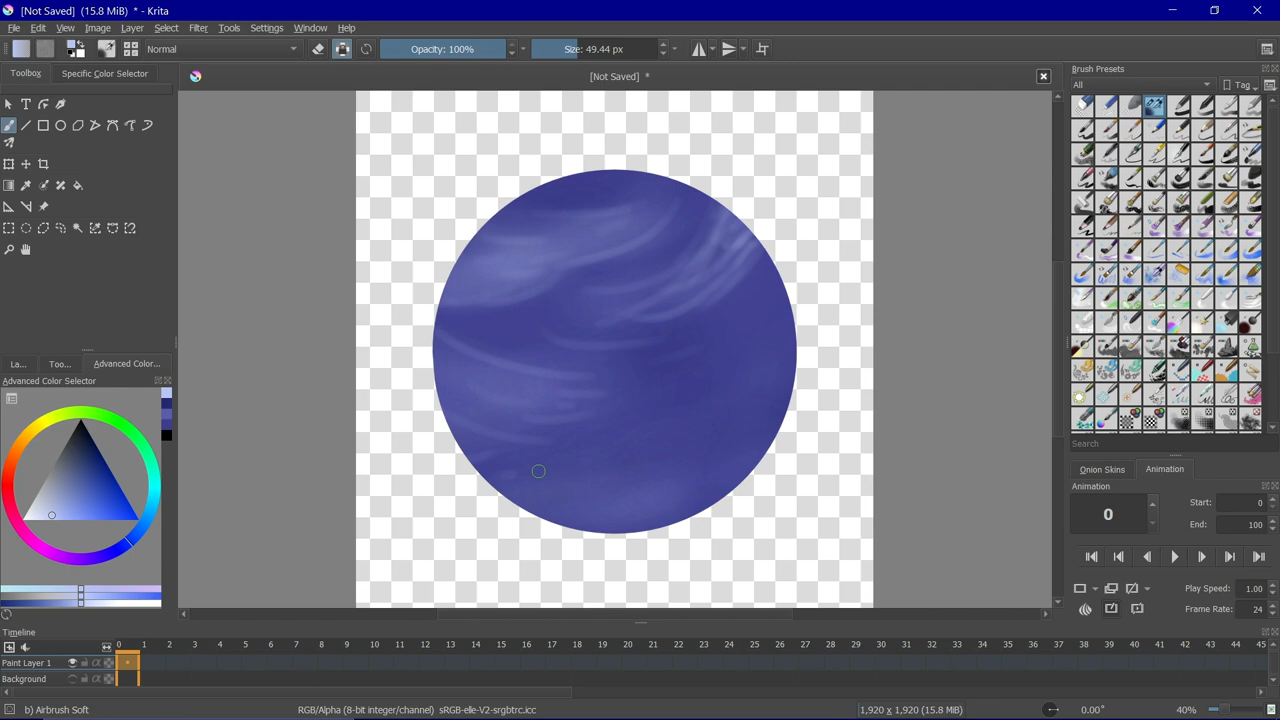 [Not Saved]  (15.8 MiB)  * - Krita
File Edit View Image Layer Select Filter Tools Settings Window Help
Normal
Opacity: 100%
Size: 49.44 px
Toolbox
Specific Color Selector
[Not Saved]  *
Brush Presets
All
Tag
La...
Too...
Advanced Color...
Advanced Color Selector
Search
Onion Skins
Animation
Animation
0
Start: 0
End: 100
Play Speed: 1.00
Frame Rate: 24
Timeline
0 1 2 3 4 5 6 7 8 9 10 11 12 13 14 15 16 17 18 19 20 21 22 23 24 25 26 27 28 29 30 31 32 33 34 35 36 37 38 39 40 41 42 43 44 45
Paint Layer 1
Background
b) Airbrush Soft
RGB/Alpha (8-bit integer/channel)  sRGB-elle-V2-srgbtrc.icc
1,920 x 1,920 (15.8 MiB)
0.00°
40%